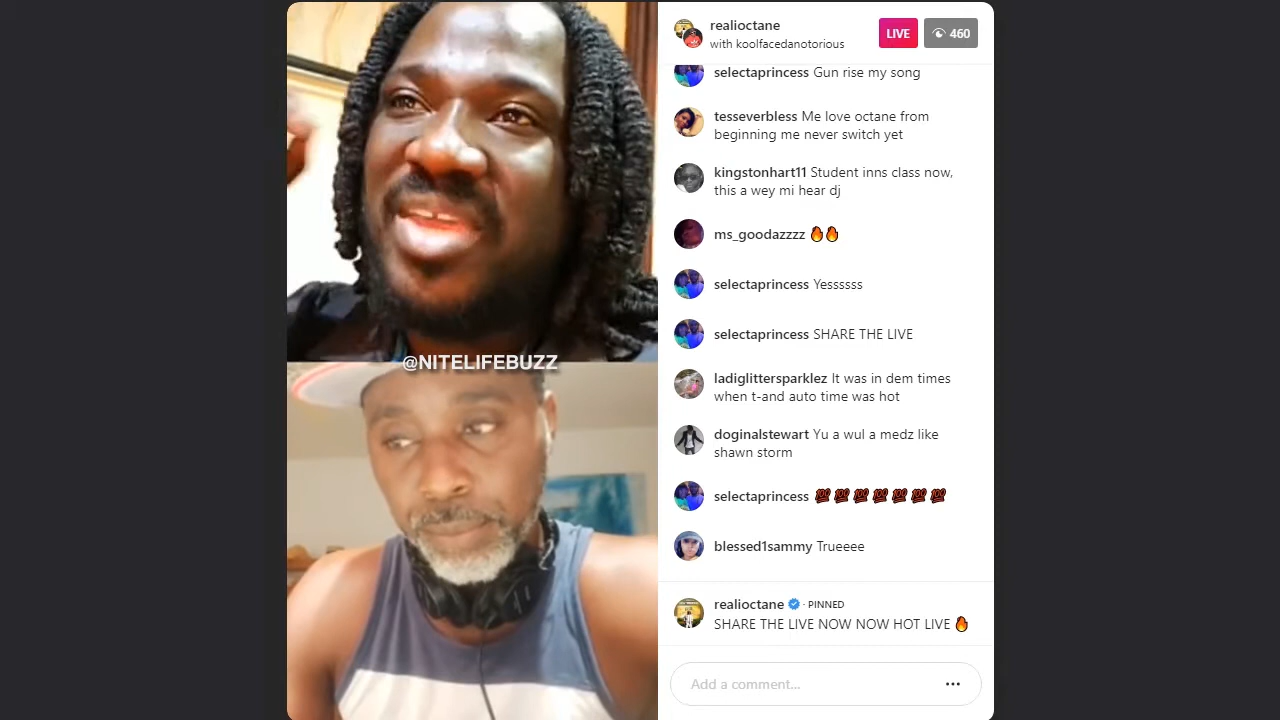 @NITELIFEBUZZ
realioctane
with koolfacedanotorious
LIVE
460
selectaprincess Gun rise my song
tesseverbless Me love octane from
beginning me never switch yet
kingstonhart11 Student inns class now,
this a wey mi hear dj
ms_goodazzzz 🔥🔥
selectaprincess Yessssss
selectaprincess SHARE THE LIVE
ladiglittersparklez It was in dem times
when t-and auto time was hot
doginalstewart Yu a wul a medz like
shawn storm
selectaprincess 💯💯💯💯💯💯💯
blessed1sammy Trueeee
realioctane · PINNED
SHARE THE LIVE NOW NOW HOT LIVE 🔥
Add a comment...